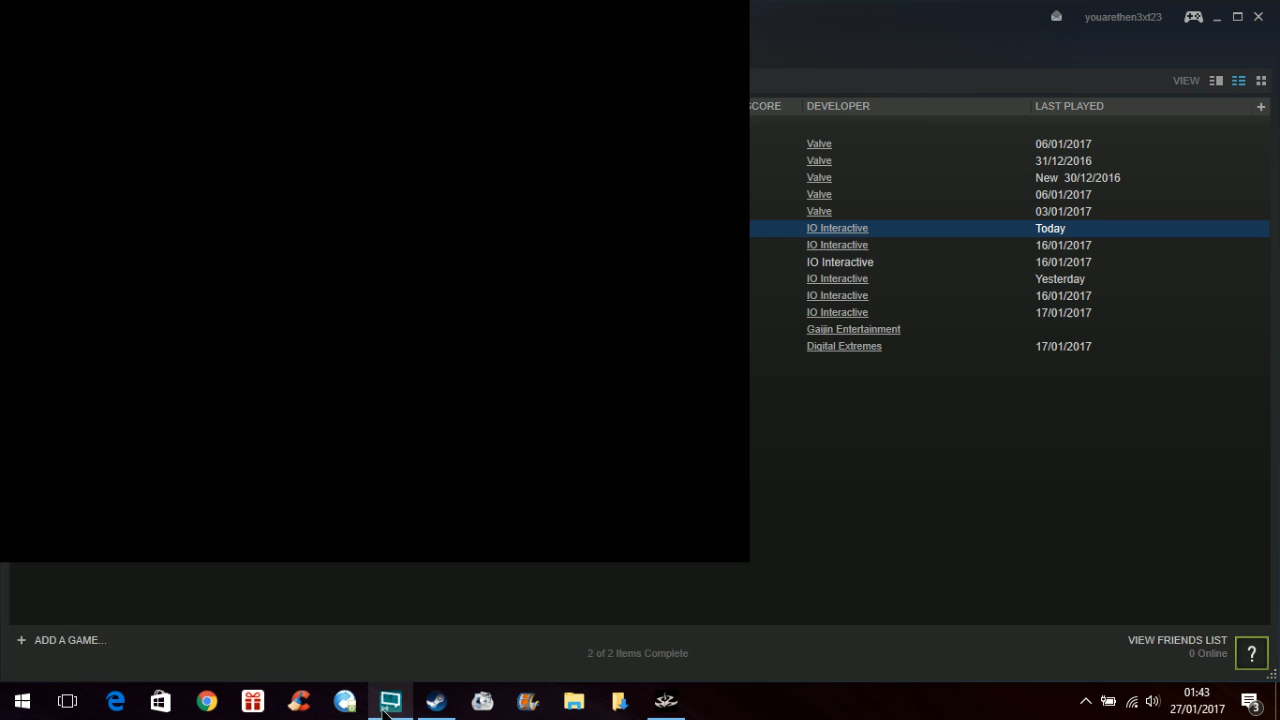 youarethen3xt23
VIEW
SCORE DEVELOPER LAST PLAYED +
Valve 06/01/2017
Valve 31/12/2016
Valve New 30/12/2016
Valve 06/01/2017
Valve 03/01/2017
IO Interactive Today
IO Interactive 16/01/2017
IO Interactive 16/01/2017
IO Interactive Yesterday
IO Interactive 16/01/2017
IO Interactive 17/01/2017
Gaijin Entertainment
Digital Extremes 17/01/2017
+ ADD A GAME...
2 of 2 Items Complete
VIEW FRIENDS LIST
0 Online
?
01:43
27/01/2017
3